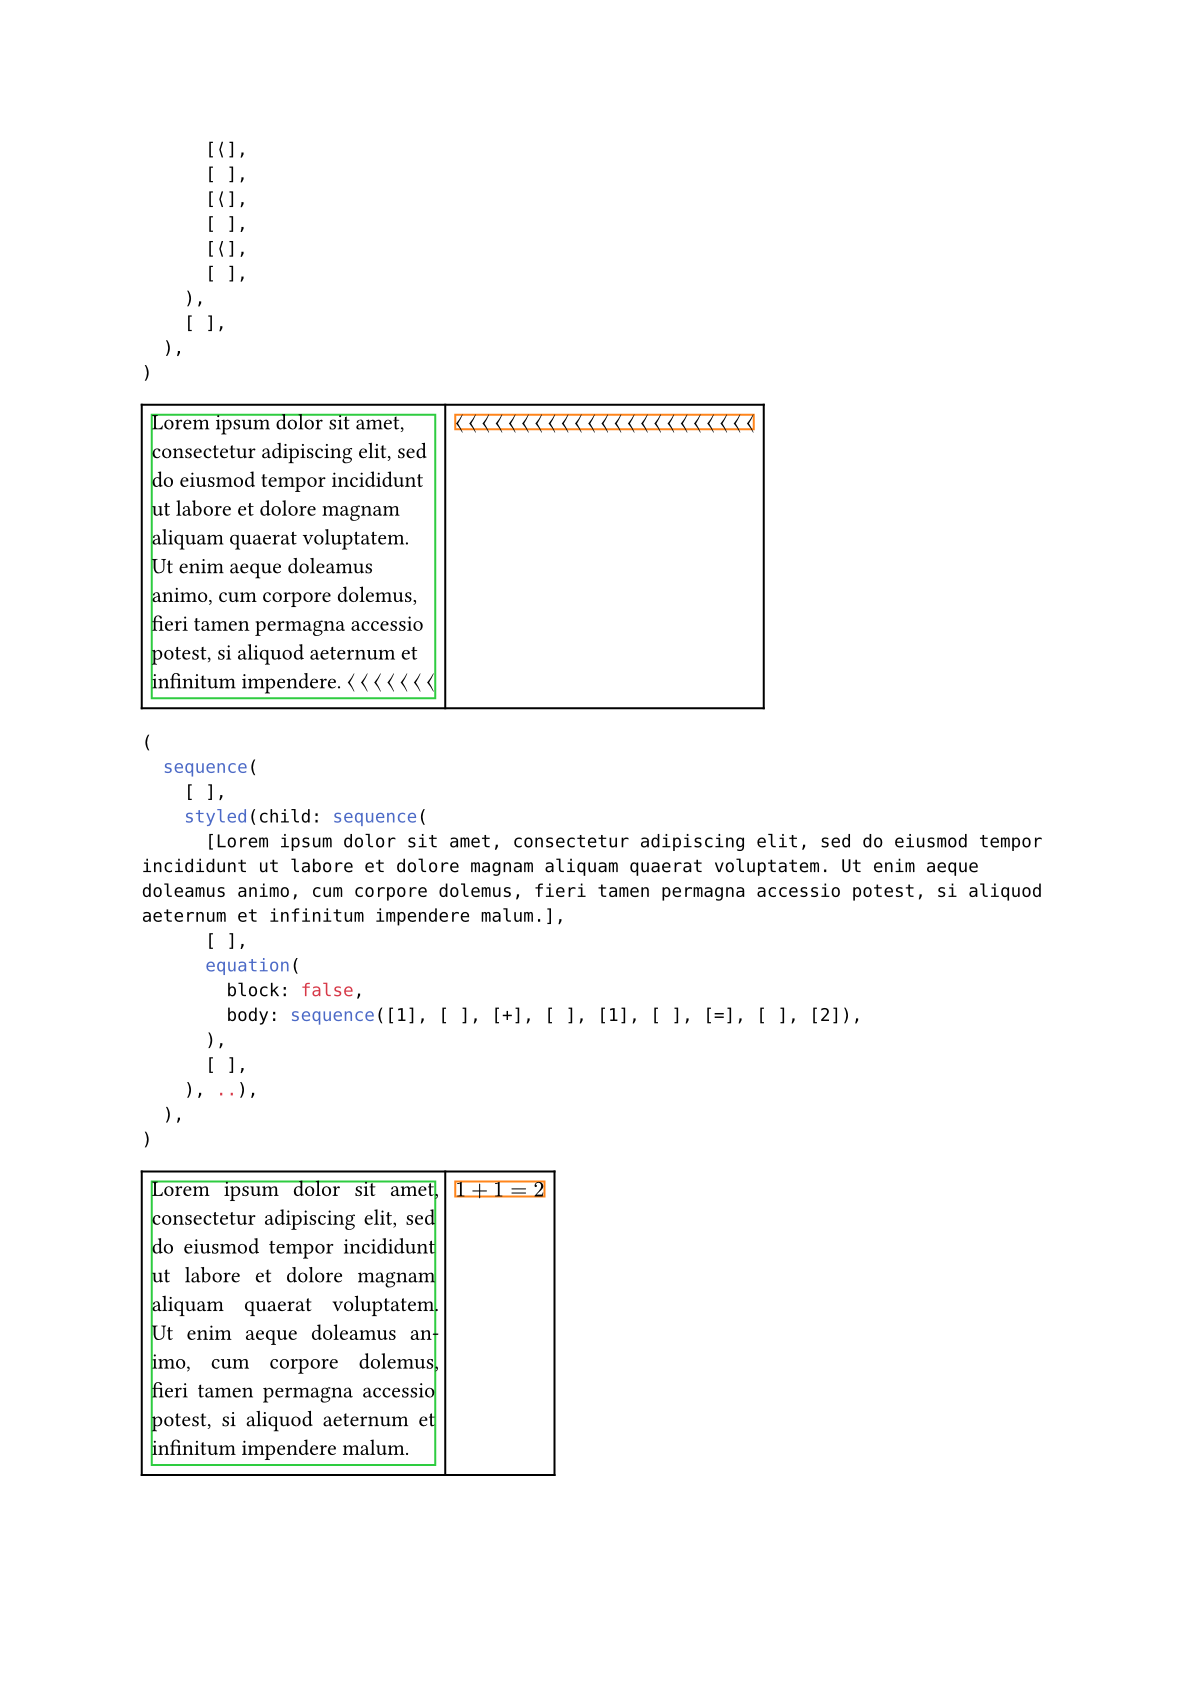 [⟨],
[ ],
[⟨],
[ ],
[⟨],
[ ],
),
[ ],
),
)
Lorem ipsum dolor sit amet,
consectetur adipiscing elit, sed
do eiusmod tempor incididunt
ut labore et dolore magnam
aliquam quaerat voluptatem.
Ut enim aeque doleamus
animo, cum corpore dolemus,
fieri tamen permagna accessio
potest, si aliquod aeternum et
infinitum impendere. ⟨ ⟨ ⟨ ⟨ ⟨ ⟨ ⟨
⟨ ⟨ ⟨ ⟨ ⟨ ⟨ ⟨ ⟨ ⟨ ⟨ ⟨ ⟨ ⟨ ⟨ ⟨ ⟨ ⟨ ⟨ ⟨ ⟨ ⟨ ⟨ ⟨
(
sequence(
[ ],
styled(child: sequence(
[Lorem ipsum dolor sit amet, consectetur adipiscing elit, sed do eiusmod tempor
incididunt ut labore et dolore magnam aliquam quaerat voluptatem. Ut enim aeque
doleamus animo, cum corpore dolemus, fieri tamen permagna accessio potest, si aliquod
aeternum et infinitum impendere malum.],
[ ],
equation(
block: false,
body: sequence([1], [ ], [+], [ ], [1], [ ], [=], [ ], [2]),
),
[ ],
), ..),
),
)
Lorem ipsum dolor sit amet,
consectetur adipiscing elit, sed
do eiusmod tempor incididunt
ut labore et dolore magnam
aliquam quaerat voluptatem.
Ut enim aeque doleamus an-
imo, cum corpore dolemus,
fieri tamen permagna accessio
potest, si aliquod aeternum et
infinitum impendere malum.
1 + 1 = 2